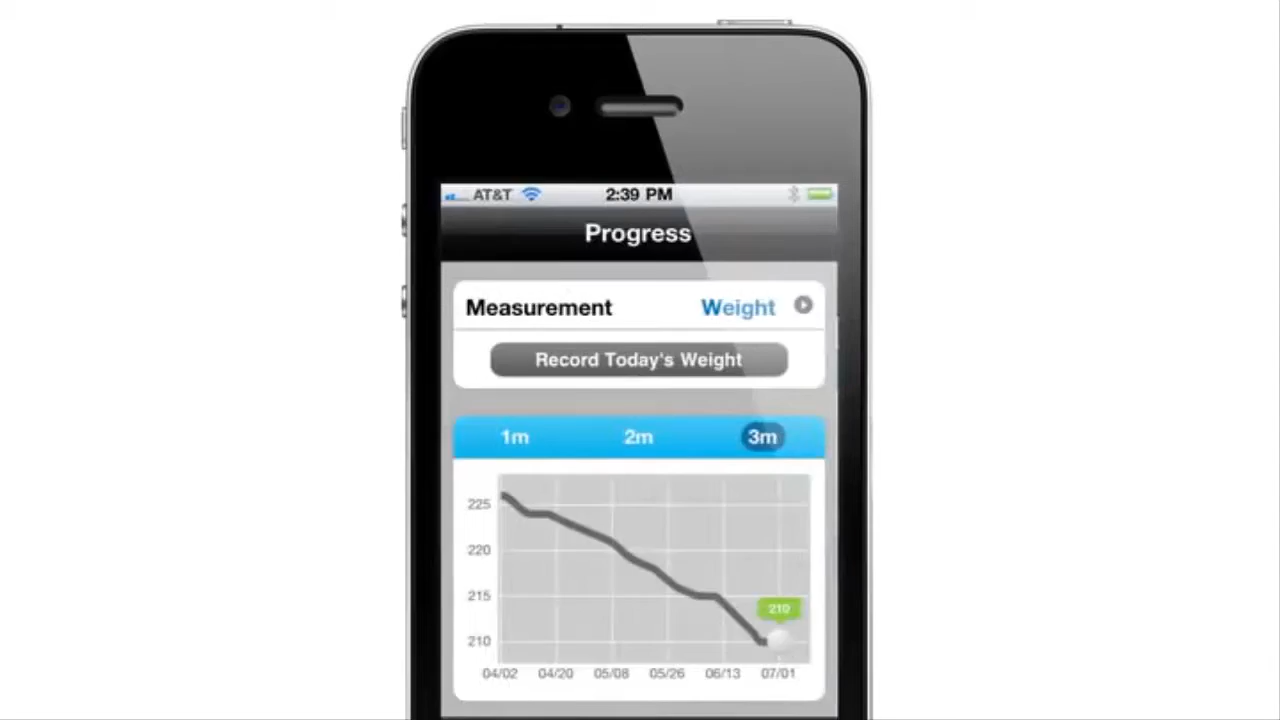 AT&T 2:39 PM
Progress
Measurement Weight
Record Today's Weight
1m 2m 3m
225
220
215
210
210
04/02 04/20 05/08 05/26 06/13 07/01